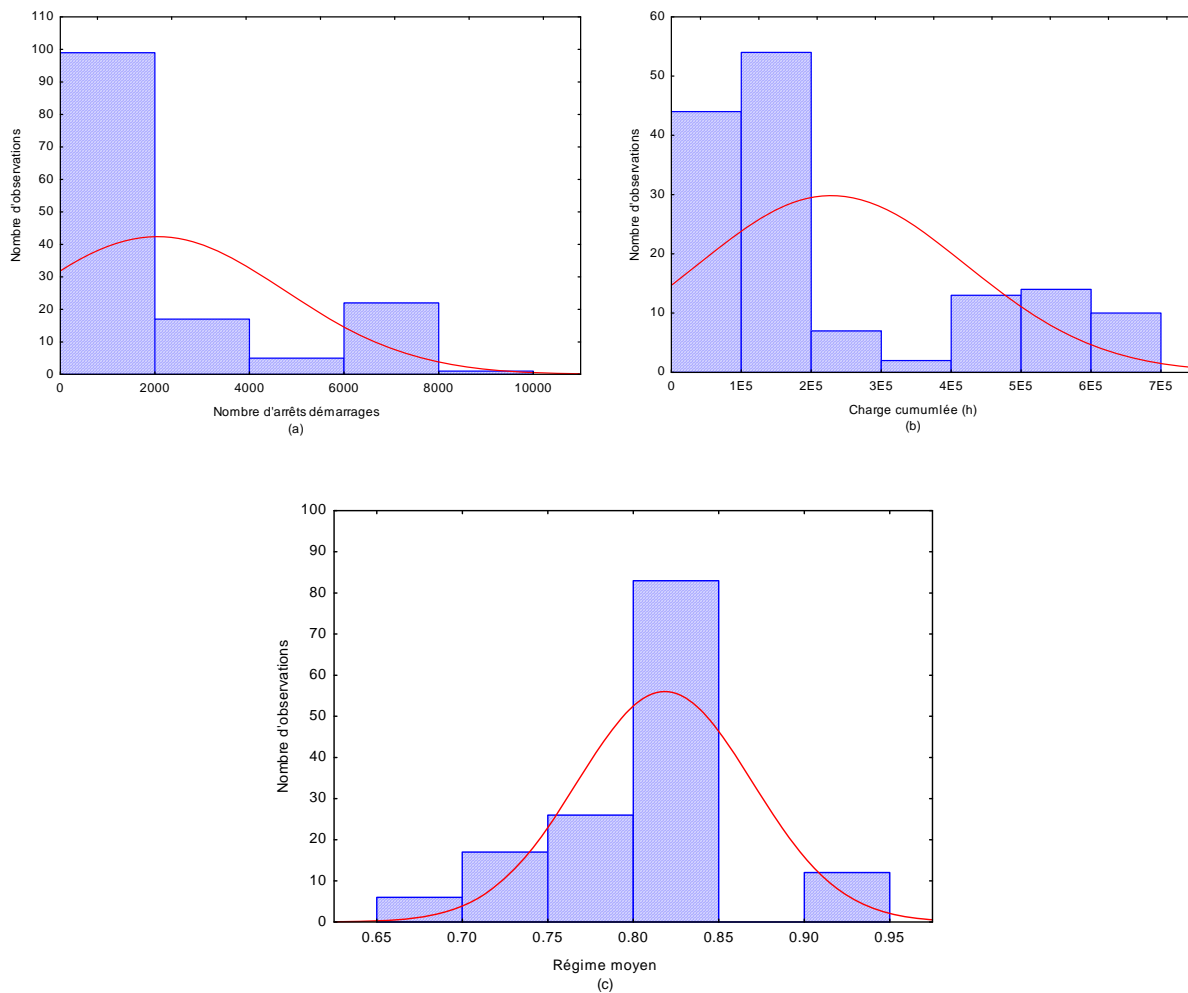 110
100
90
80
70
60
50
40
30
20
10
0
Nombre d'observations
0 2000 4000 6000 8000 10000
Nombre d'arrêts démarrages
(a)
60
50
40
30
20
10
0
Nombre d'observations
0 1E5 2E5 3E5 4E5 5E5 6E5 7E5
Charge cumumlée (h)
(b)
100
90
80
70
60
50
40
30
20
10
0
Nombre d'observations
0.65 0.70 0.75 0.80 0.85 0.90 0.95
Régime moyen
(c)